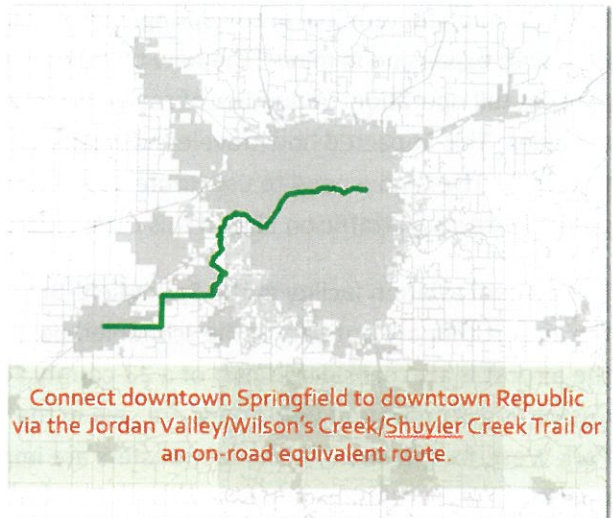 Connect downtown Springfield to downtown Republic
via the Jordan Valley/Wilson's Creek/Shuyler Creek Trail or
an on-road equivalent route.